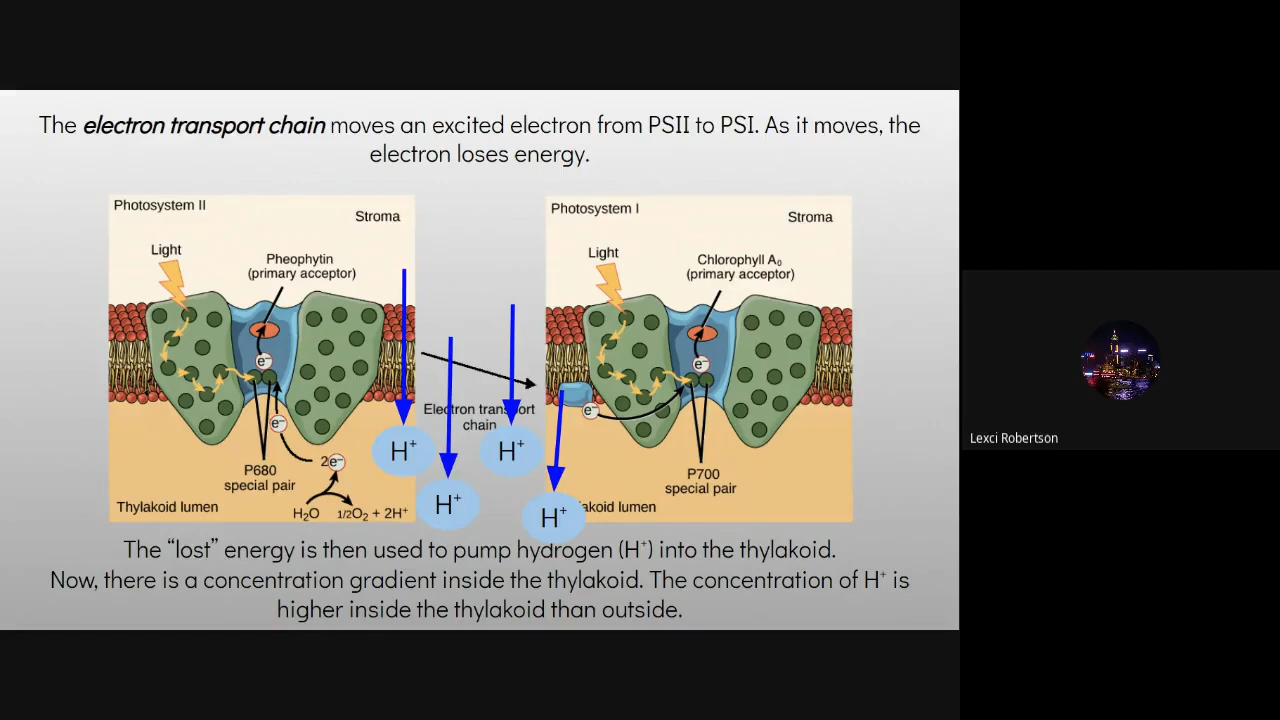 The electron transport chain moves an excited electron from PSII to PSI. As it moves, the
electron loses energy.
Photosystem II
Stroma
Light
Pheophytin
(primary acceptor)
e⁻
e⁻
2e⁻
P680
special pair
Thylakoid lumen
H₂O
1/2O₂ + 2H⁺
Electron transport
chain
H⁺
H⁺
H⁺
H⁺
Photosystem I
Stroma
Light
Chlorophyll A₀
(primary acceptor)
e⁻
e⁻
P700
special pair
lumen
The “lost” energy is then used to pump hydrogen (H⁺) into the thylakoid.
Now, there is a concentration gradient inside the thylakoid. The concentration of H⁺ is
higher inside the thylakoid than outside.
Lexci Robertson